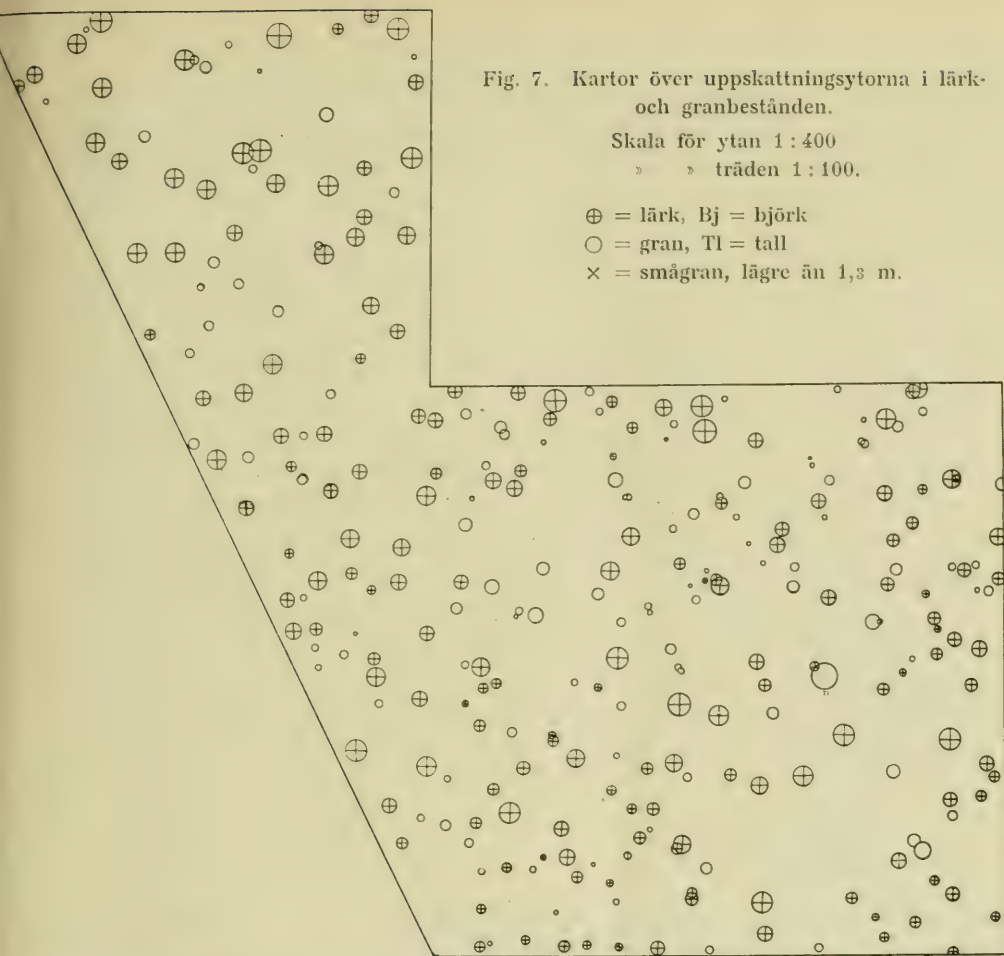 Fig. 7. Kartor över uppskattningsytorna i lärk-
och granbestånden.
Skala för ytan 1 : 400
» » träden 1 : 100.
⊕ = lärk, Bj = björk
○ = gran, Tl = tall
× = smågran, lägre än 1,3 m.
Tl